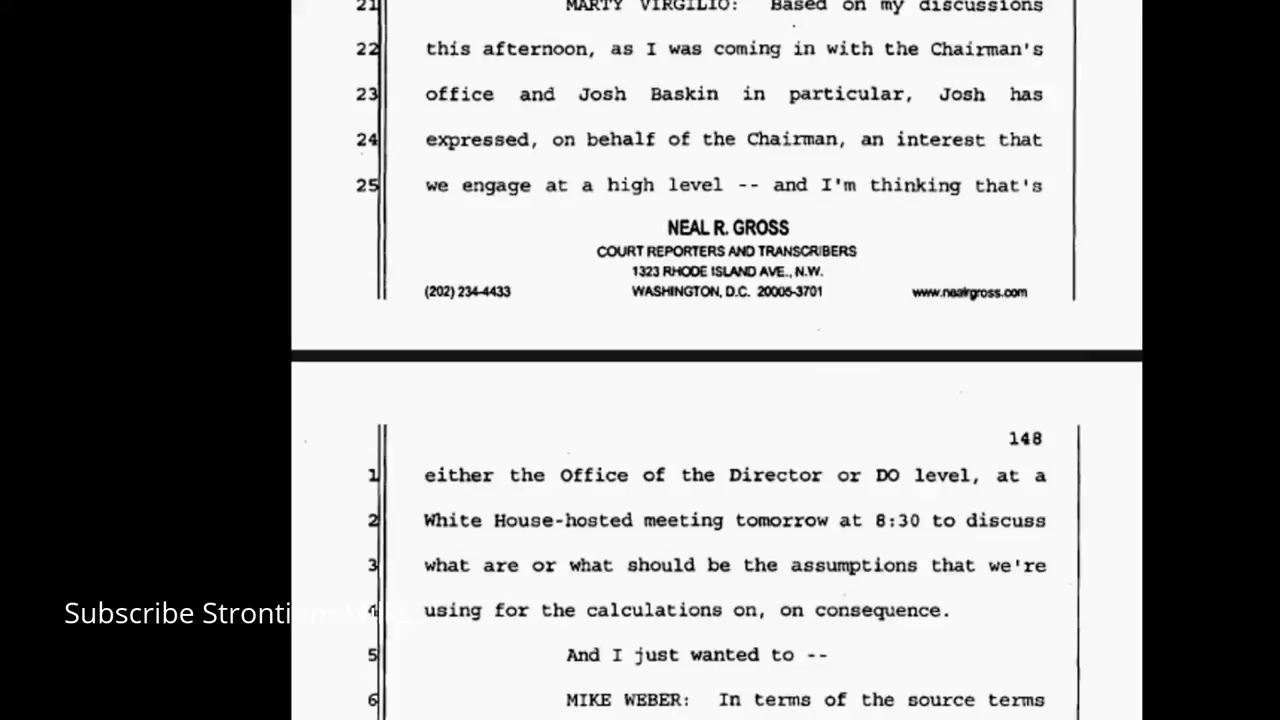 21 MARTY VIRGILIO: Based on my discussions
22 this afternoon, as I was coming in with the Chairman's
23 office and Josh Baskin in particular, Josh has
24 expressed, on behalf of the Chairman, an interest that
25 we engage at a high level -- and I'm thinking that's
NEAL R. GROSS
COURT REPORTERS AND TRANSCRIBERS
1323 RHODE ISLAND AVE., N.W.
(202) 234-4433 WASHINGTON, D.C. 20005-3701 www.nealrgross.com
148
1 either the Office of the Director or DO level, at a
2 White House-hosted meeting tomorrow at 8:30 to discuss
3 what are or what should be the assumptions that we're
4 using for the calculations on, on consequence.
Subscribe
5 And I just wanted to --
6 MIKE WEBER: In terms of the source terms